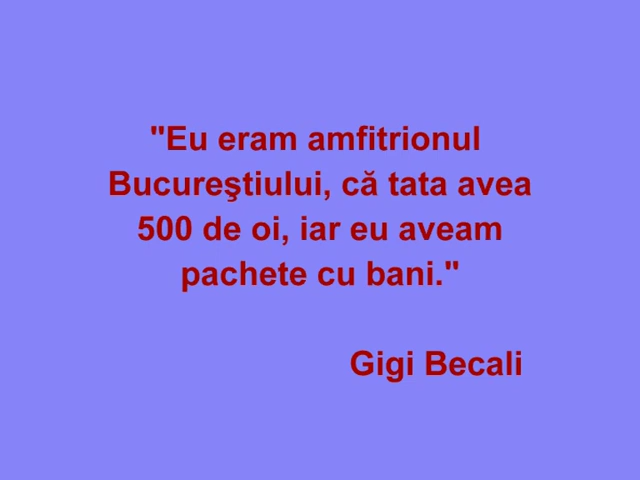 "Eu eram amfitrionul
Bucureştiului, că tata avea
500 de oi, iar eu aveam
pachete cu bani."
Gigi Becali